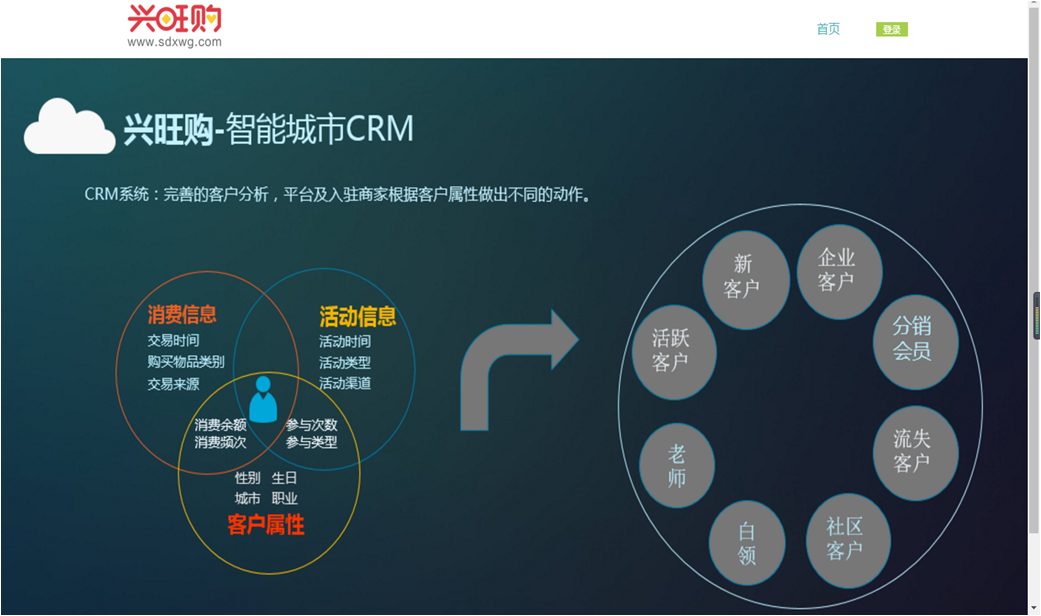 兴旺购
www.sdxwg.com
首页
登录
兴旺购-智能城市CRM
CRM系统：完善的客户分析，平台及入驻商家根据客户属性做出不同的动作。
消费信息
交易时间
购买物品类别
交易来源
活动信息
活动时间
活动类型
活动渠道
消费余额
消费频次
参与次数
参与类型
性别 生日
城市 职业
客户属性
新
客户
企业
客户
分销
会员
流失
客户
社区
客户
白
领
老
师
活跃
客户